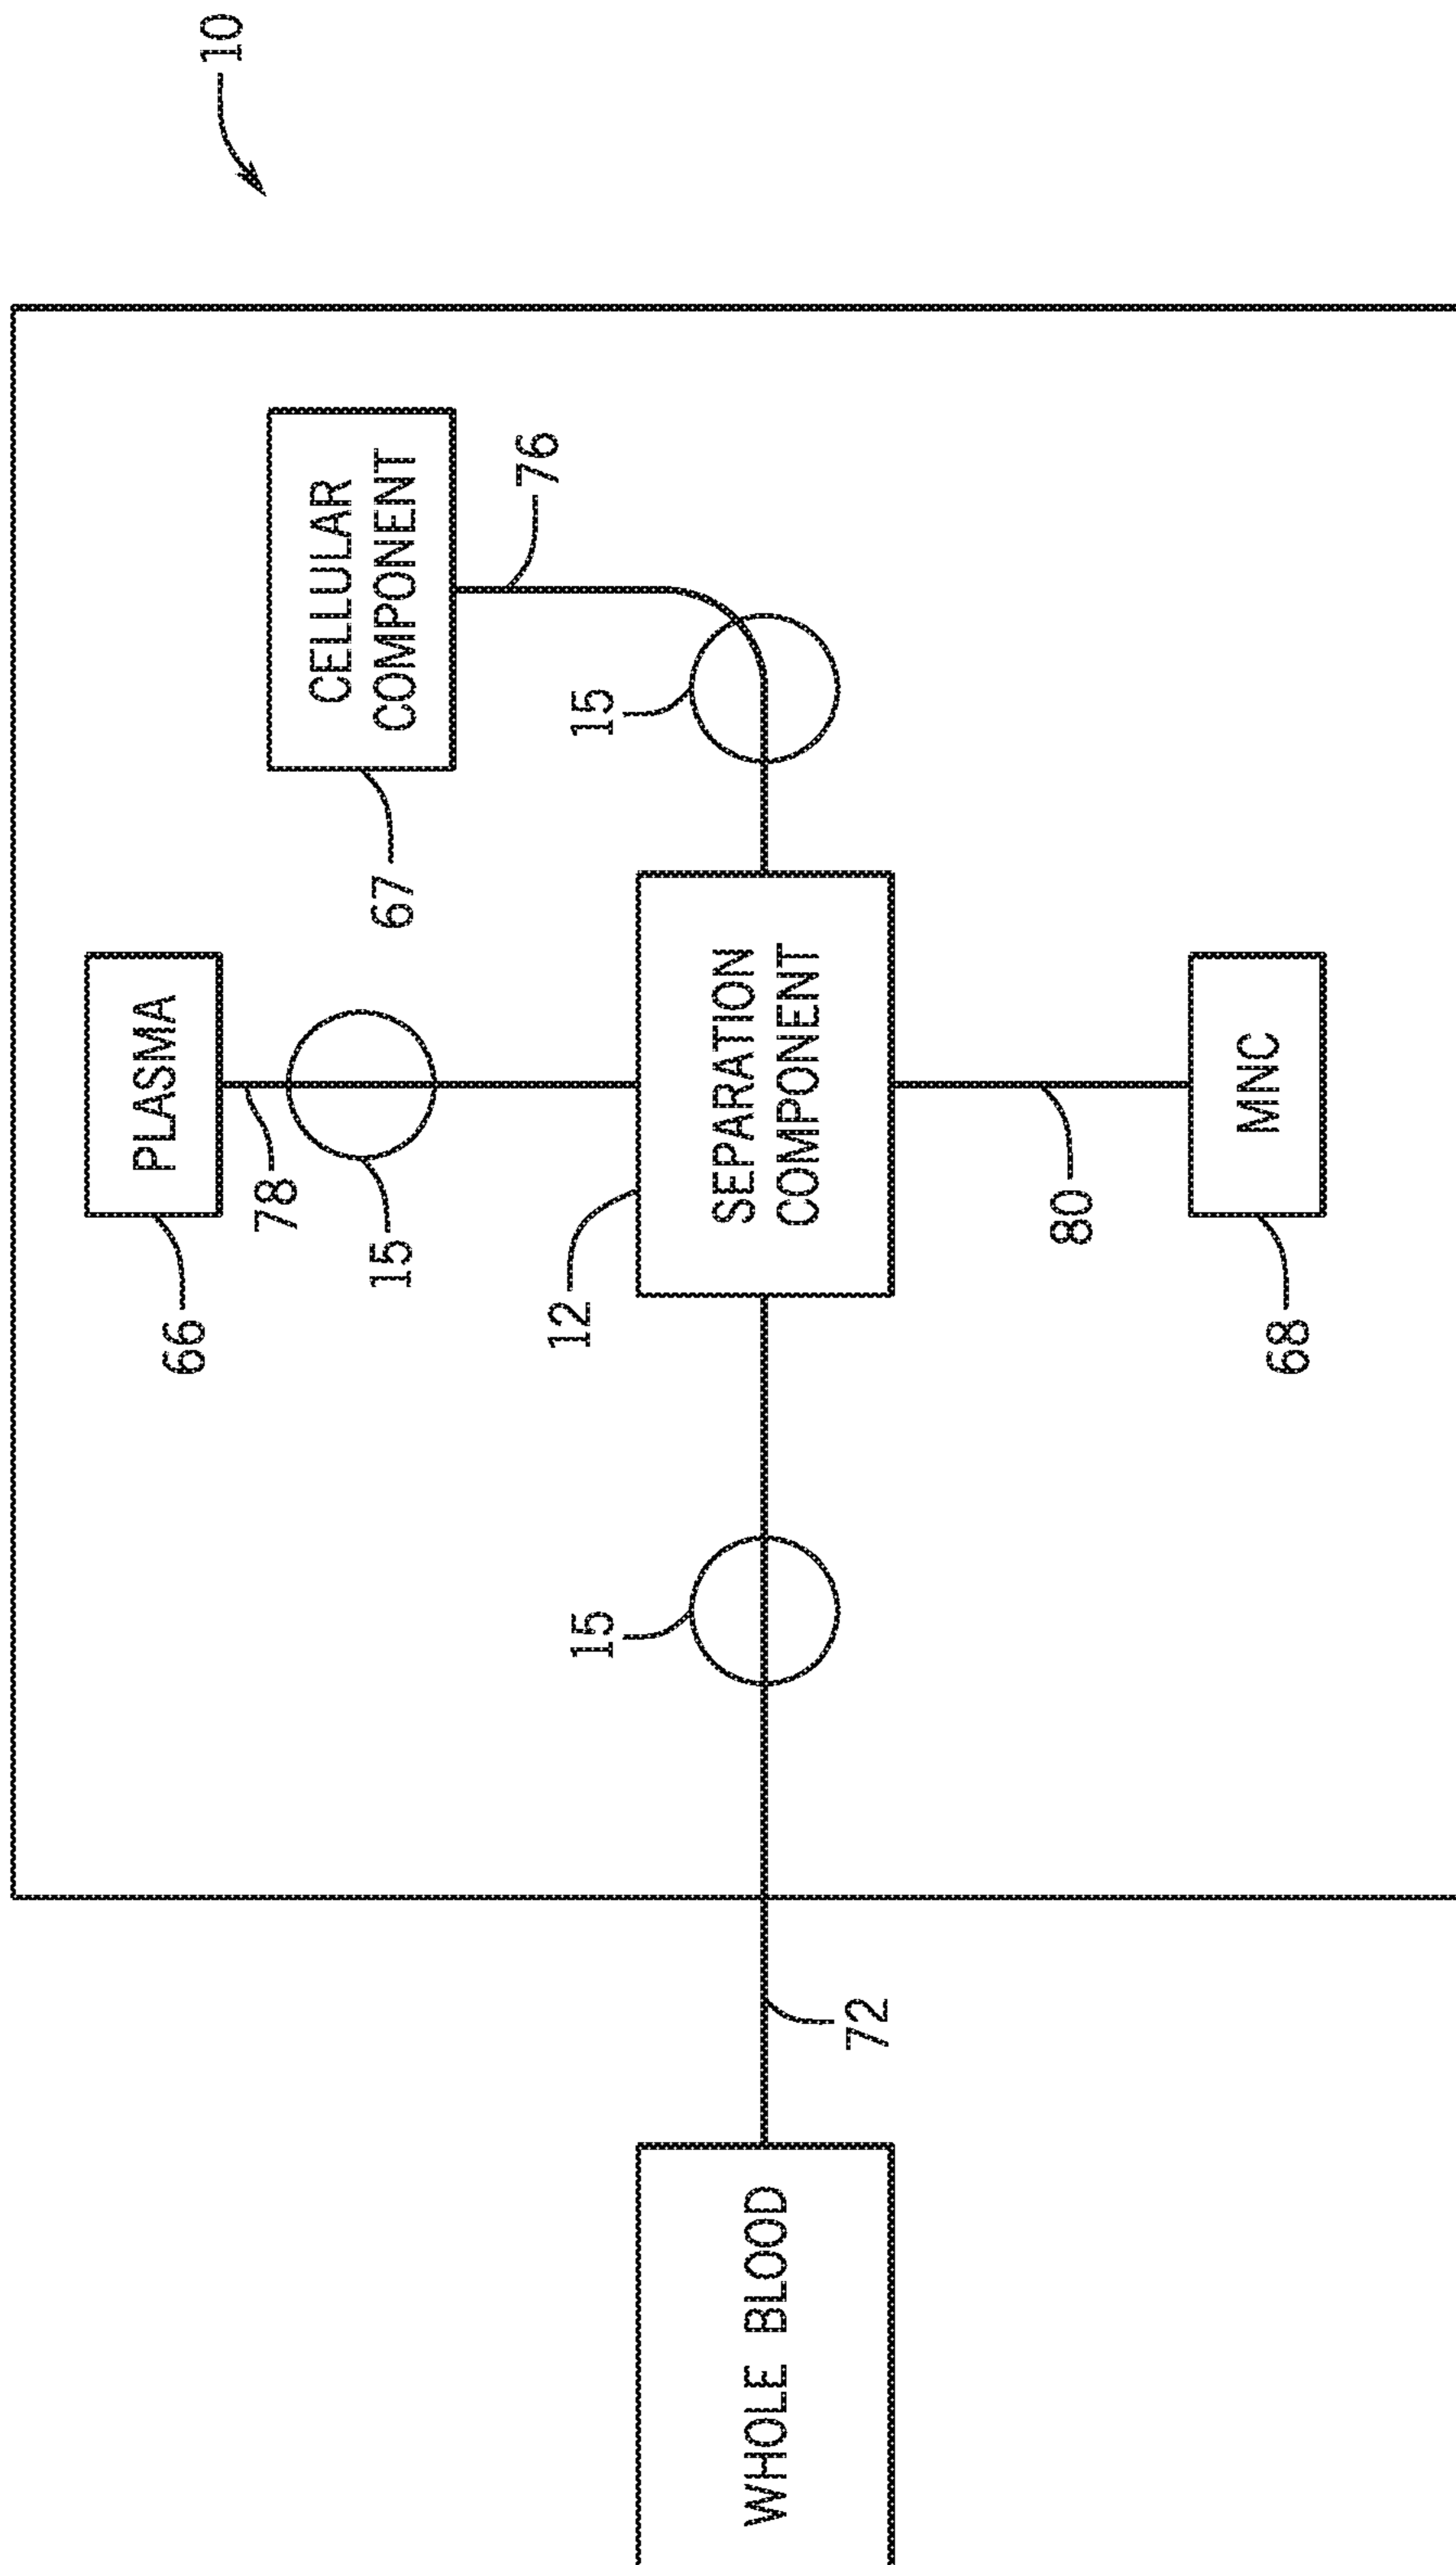 10
CELLULAR
COMPONENT
76
15
67
PLASMA
78
15
66
SEPARATION
COMPONENT
12
MNC
80
68
15
72
WHOLE BLOOD